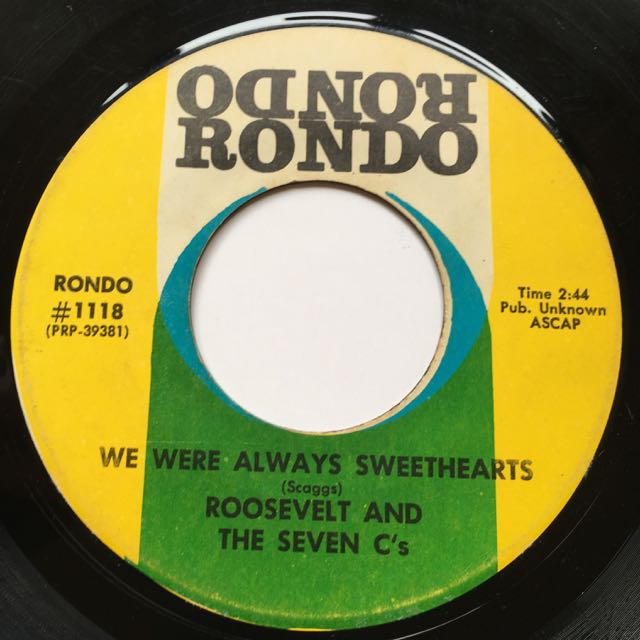 RONDO
RONDO
RONDO
#1118
(PRP-39381)
Time 2:44
Pub. Unknown
ASCAP
WE WERE ALWAYS SWEETHEARTS
(Scaggs)
ROOSEVELT AND
THE SEVEN C's